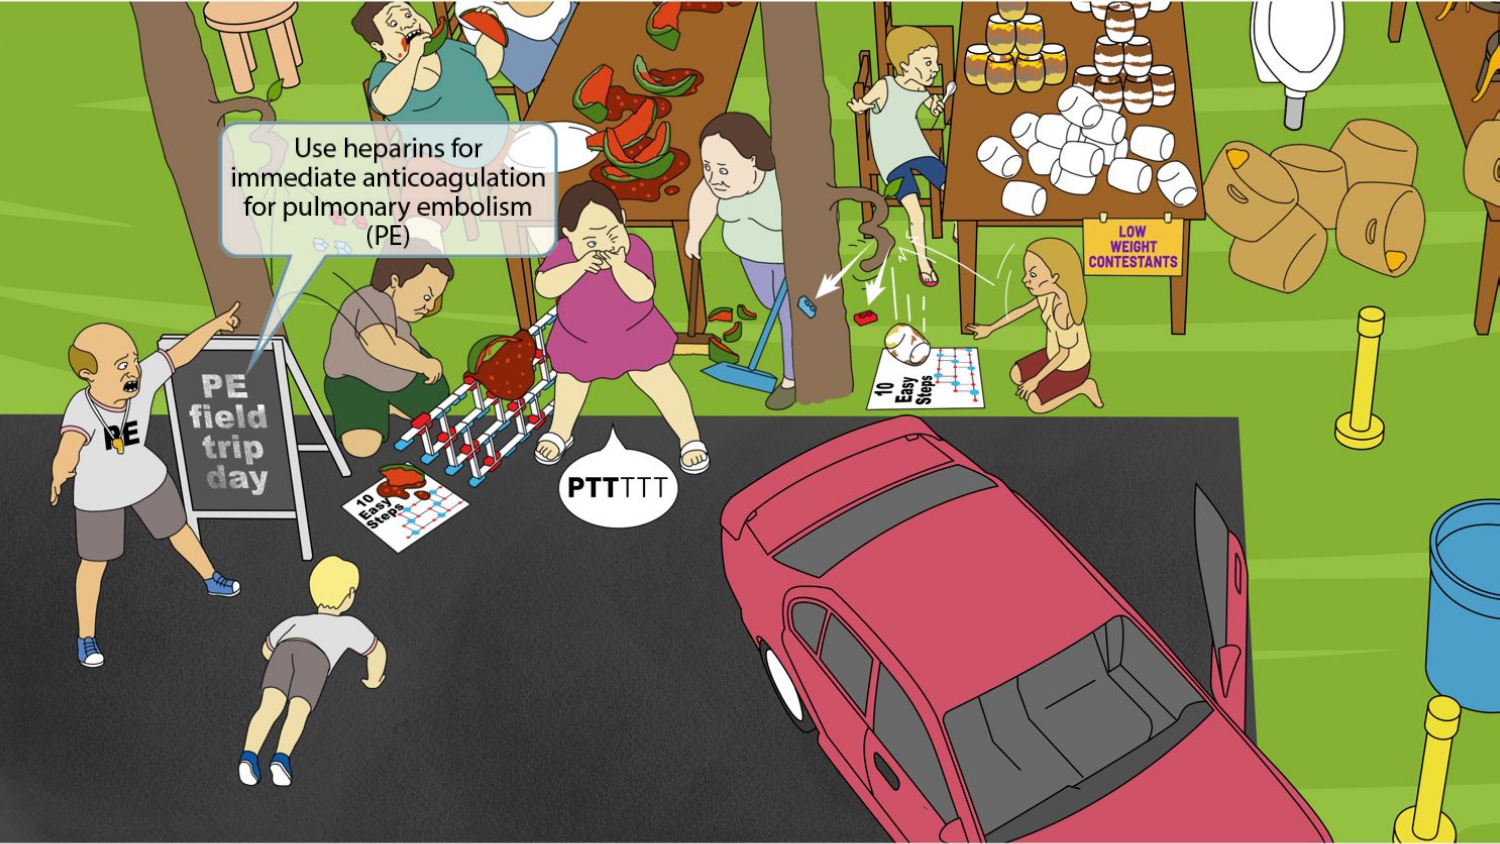 Use heparins for
immediate anticoagulation
for pulmonary embolism
(PE)
LOW
WEIGHT
CONTESTANTS
10
Easy
Steps
PE
field
trip
day
PE
10
Easy
Steps
PTTTTT